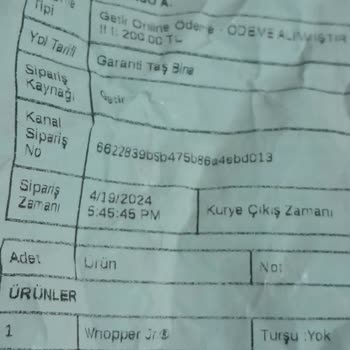 Tipi
Getir Online Ödeme - ÖDEME ALINMIŞTIR
!! 1: 200.00 TL
Yol Tarifi
Garanti Taş Bina
Sipariş
Kaynağı
Getir
Kanal
Sipariş
No
6622839b5b475b86a4ebd013
Sipariş
Zamanı
4/19/2024
5:45:45 PM
Kurye Çıkış Zamanı
Adet
Ürün
Not
ÜRÜNLER
1
Whopper Jr®
Turşu :Yok